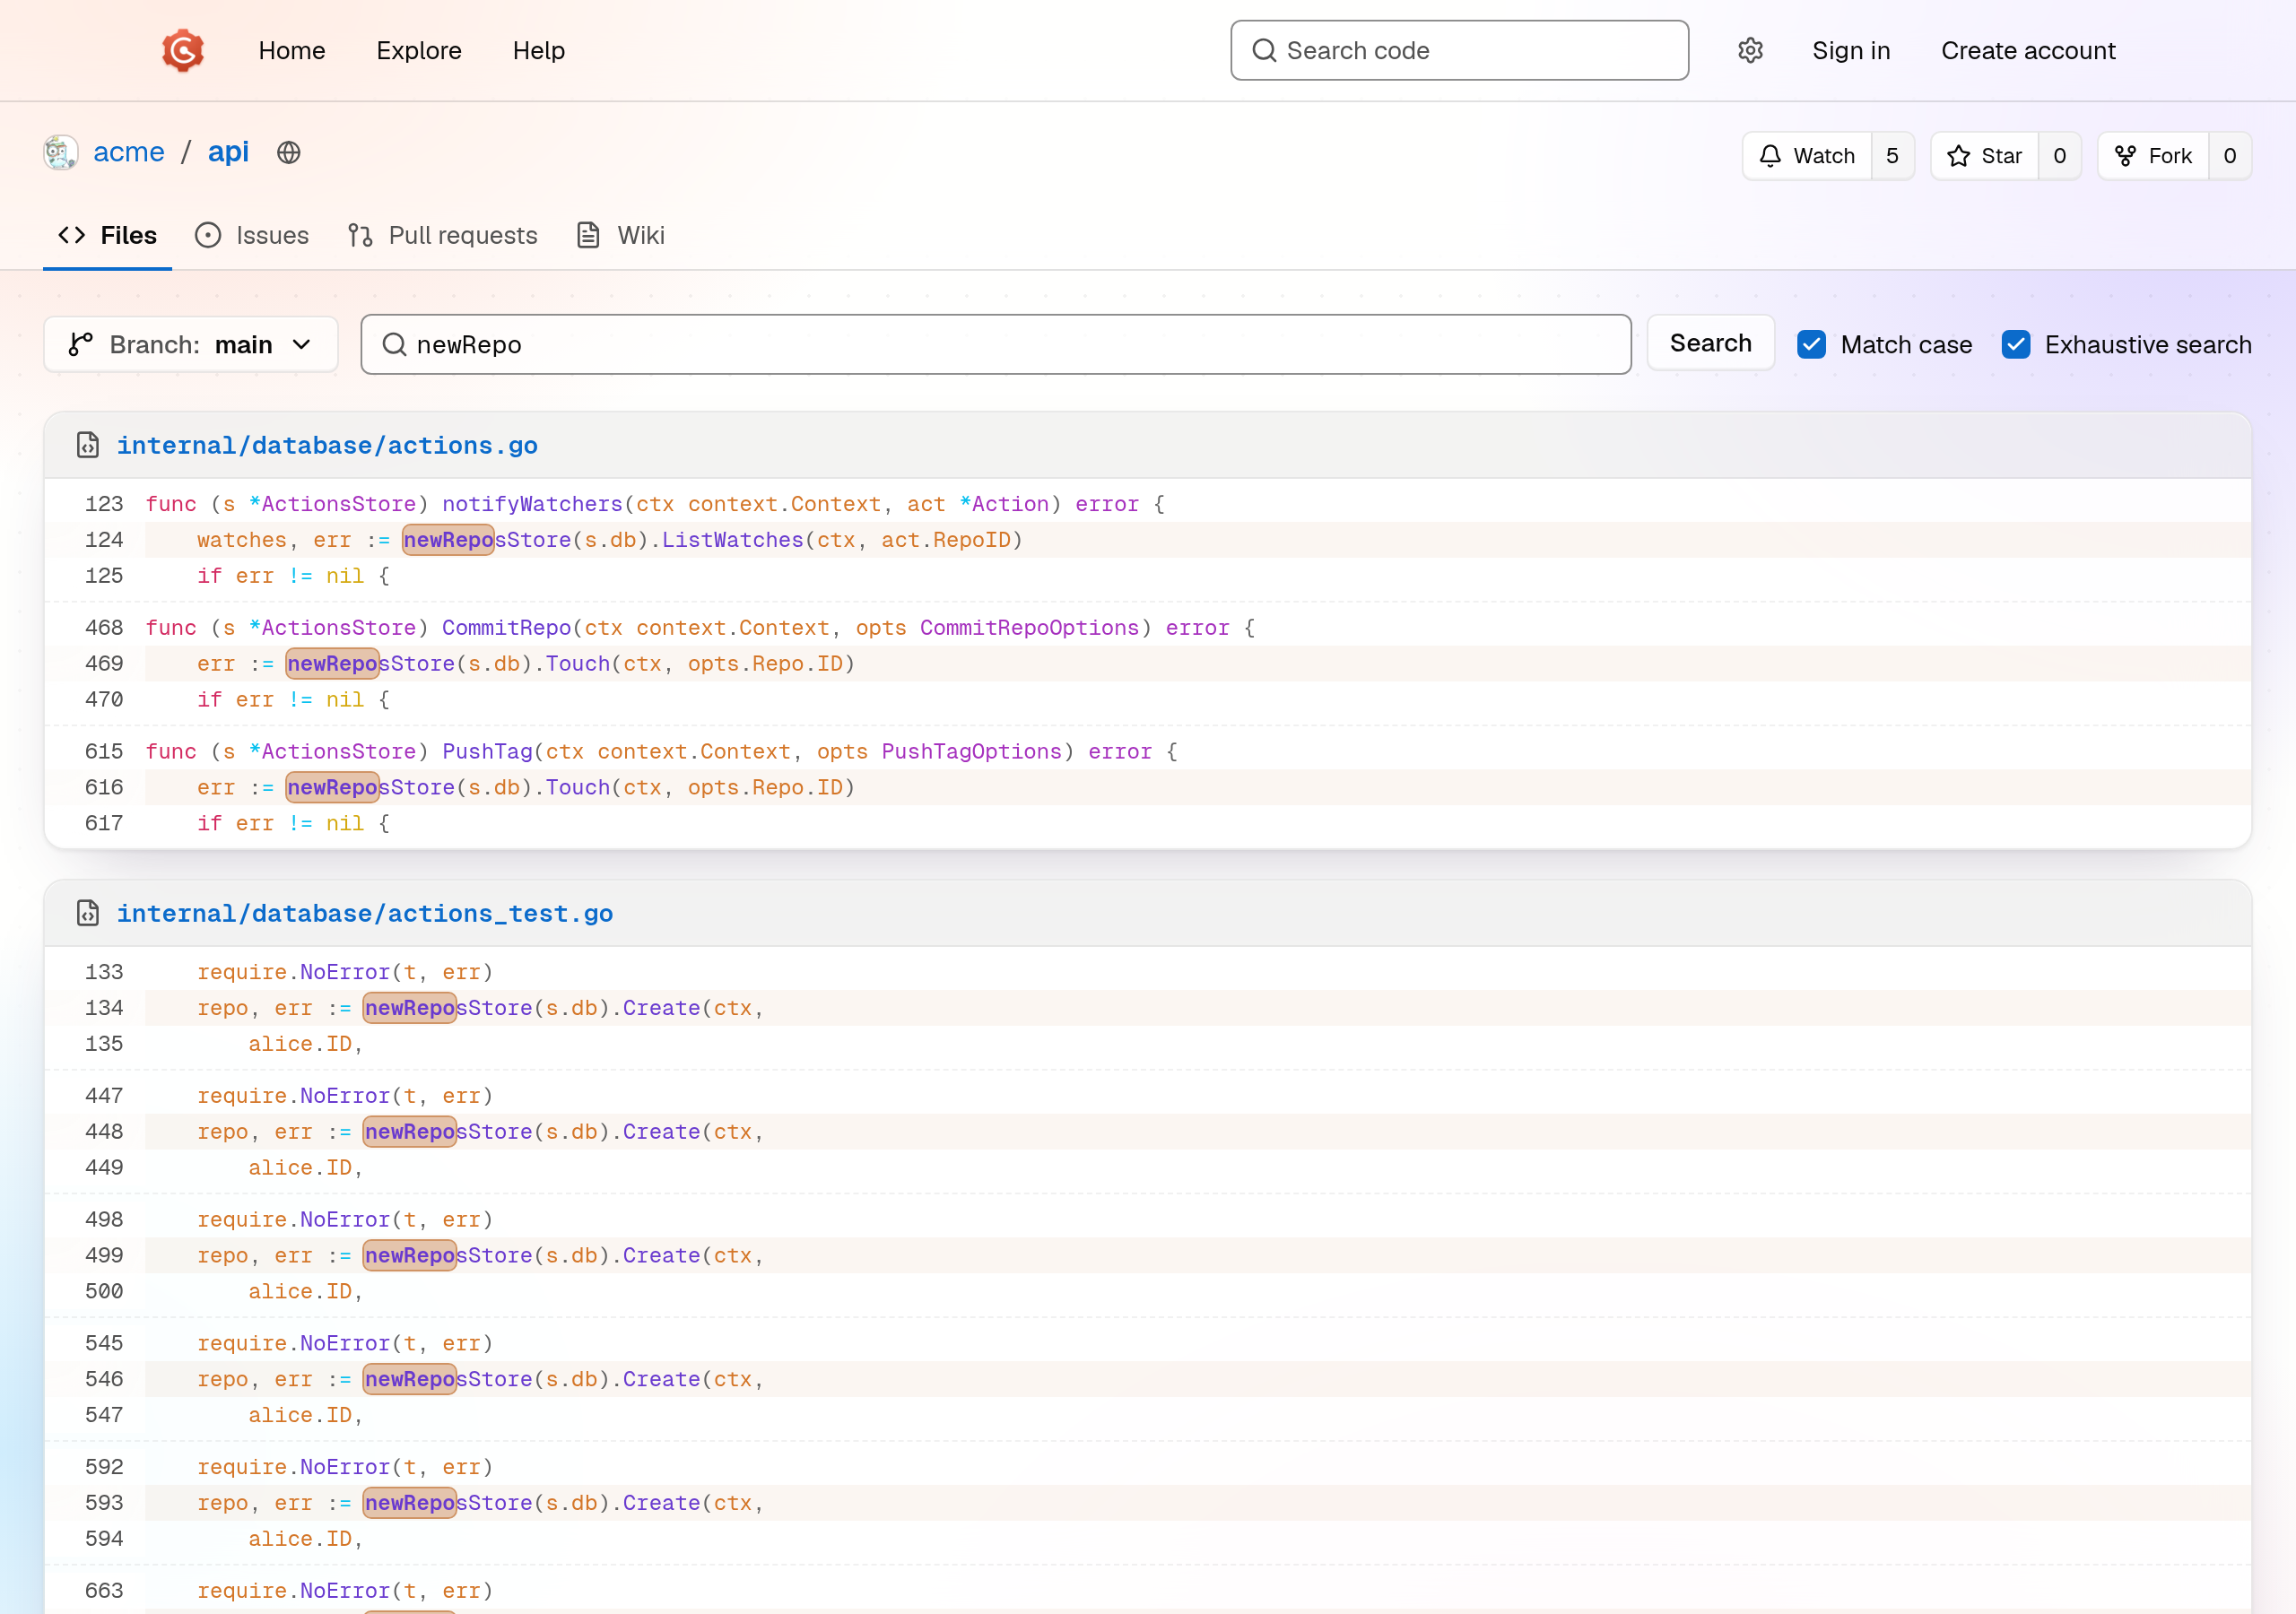 Home Explore Help Search code Sign in Create account
acme / api Watch 5 Star 0 Fork 0
Files Issues Pull requests Wiki
Branch: main newRepo Search Match case Exhaustive search
internal/database/actions.go
123 func (s *ActionsStore) notifyWatchers(ctx context.Context, act *Action) error {
124 watches, err := newReposStore(s.db).ListWatches(ctx, act.RepoID)
125 if err != nil {
468 func (s *ActionsStore) CommitRepo(ctx context.Context, opts CommitRepoOptions) error {
469 err := newReposStore(s.db).Touch(ctx, opts.Repo.ID)
470 if err != nil {
615 func (s *ActionsStore) PushTag(ctx context.Context, opts PushTagOptions) error {
616 err := newReposStore(s.db).Touch(ctx, opts.Repo.ID)
617 if err != nil {
internal/database/actions_test.go
133 require.NoError(t, err)
134 repo, err := newReposStore(s.db).Create(ctx,
135 alice.ID,
447 require.NoError(t, err)
448 repo, err := newReposStore(s.db).Create(ctx,
449 alice.ID,
498 require.NoError(t, err)
499 repo, err := newReposStore(s.db).Create(ctx,
500 alice.ID,
545 require.NoError(t, err)
546 repo, err := newReposStore(s.db).Create(ctx,
547 alice.ID,
592 require.NoError(t, err)
593 repo, err := newReposStore(s.db).Create(ctx,
594 alice.ID,
663 require.NoError(t, err)